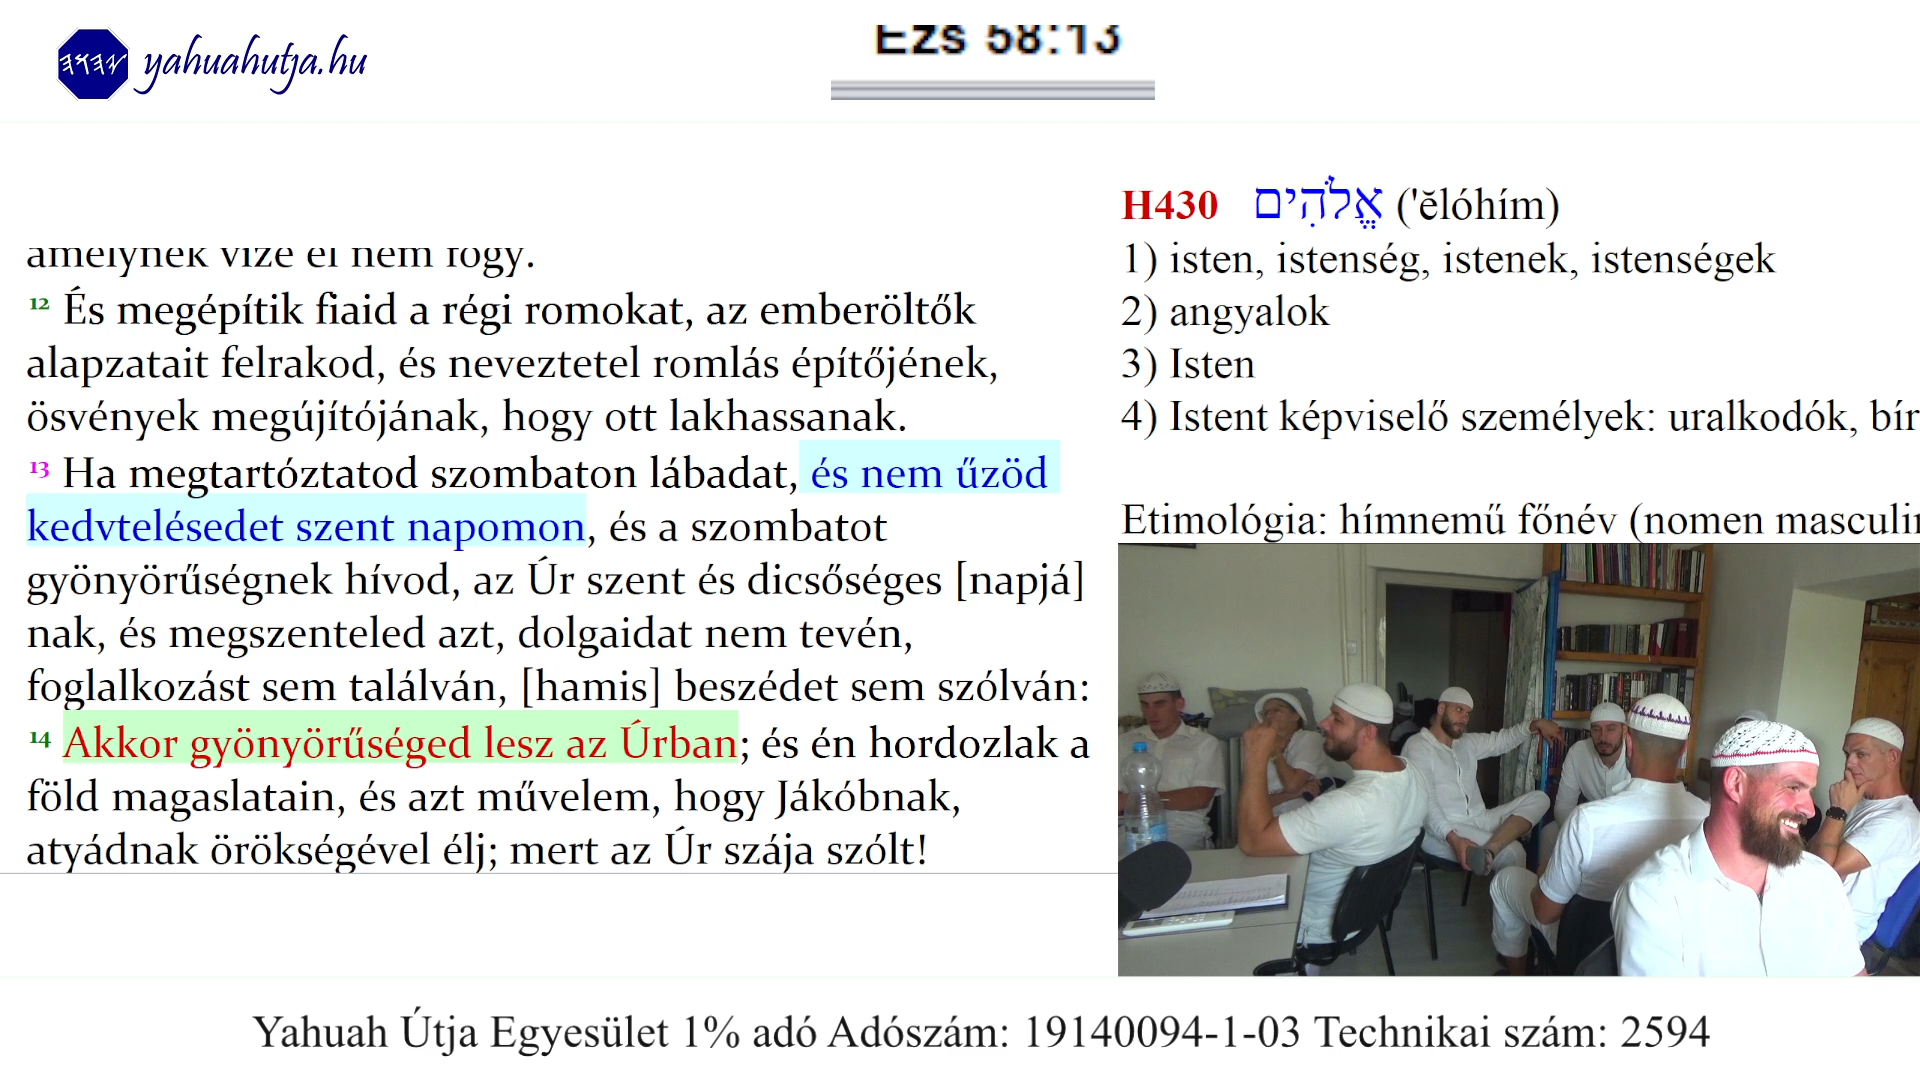 yahuahutja.hu
Ézs 58:13
amelynek vize el nem fogy.
12 És megépítik fiaid a régi romokat, az emberöltők
alapzatait felrakod, és neveztetel romlás építőjének,
ösvények megújítójának, hogy ott lakhassanak.
13 Ha megtartóztatod szombaton lábadat, és nem űzöd
kedvtelésedet szent napomon, és a szombatot
gyönyörűségnek hívod, az Úr szent és dicsőséges [napjá]
nak, és megszenteled azt, dolgaidat nem tevén,
foglalkozást sem találván, [hamis] beszédet sem szólván:
14 Akkor gyönyörűséged lesz az Úrban; és én hordozlak a
föld magaslatain, és azt művelem, hogy Jákóbnak,
atyádnak örökségével élj; mert az Úr szája szólt!
H430 אֱלֹהִים ('ĕlóhím)
1) isten, istenség, istenek, istenségek
2) angyalok
3) Isten
4) Istent képviselő személyek: uralkodók, bír
Etimológia: hímnemű főnév (nomen masculin
Yahuah Útja Egyesület 1% adó Adószám: 19140094-1-03 Technikai szám: 2594